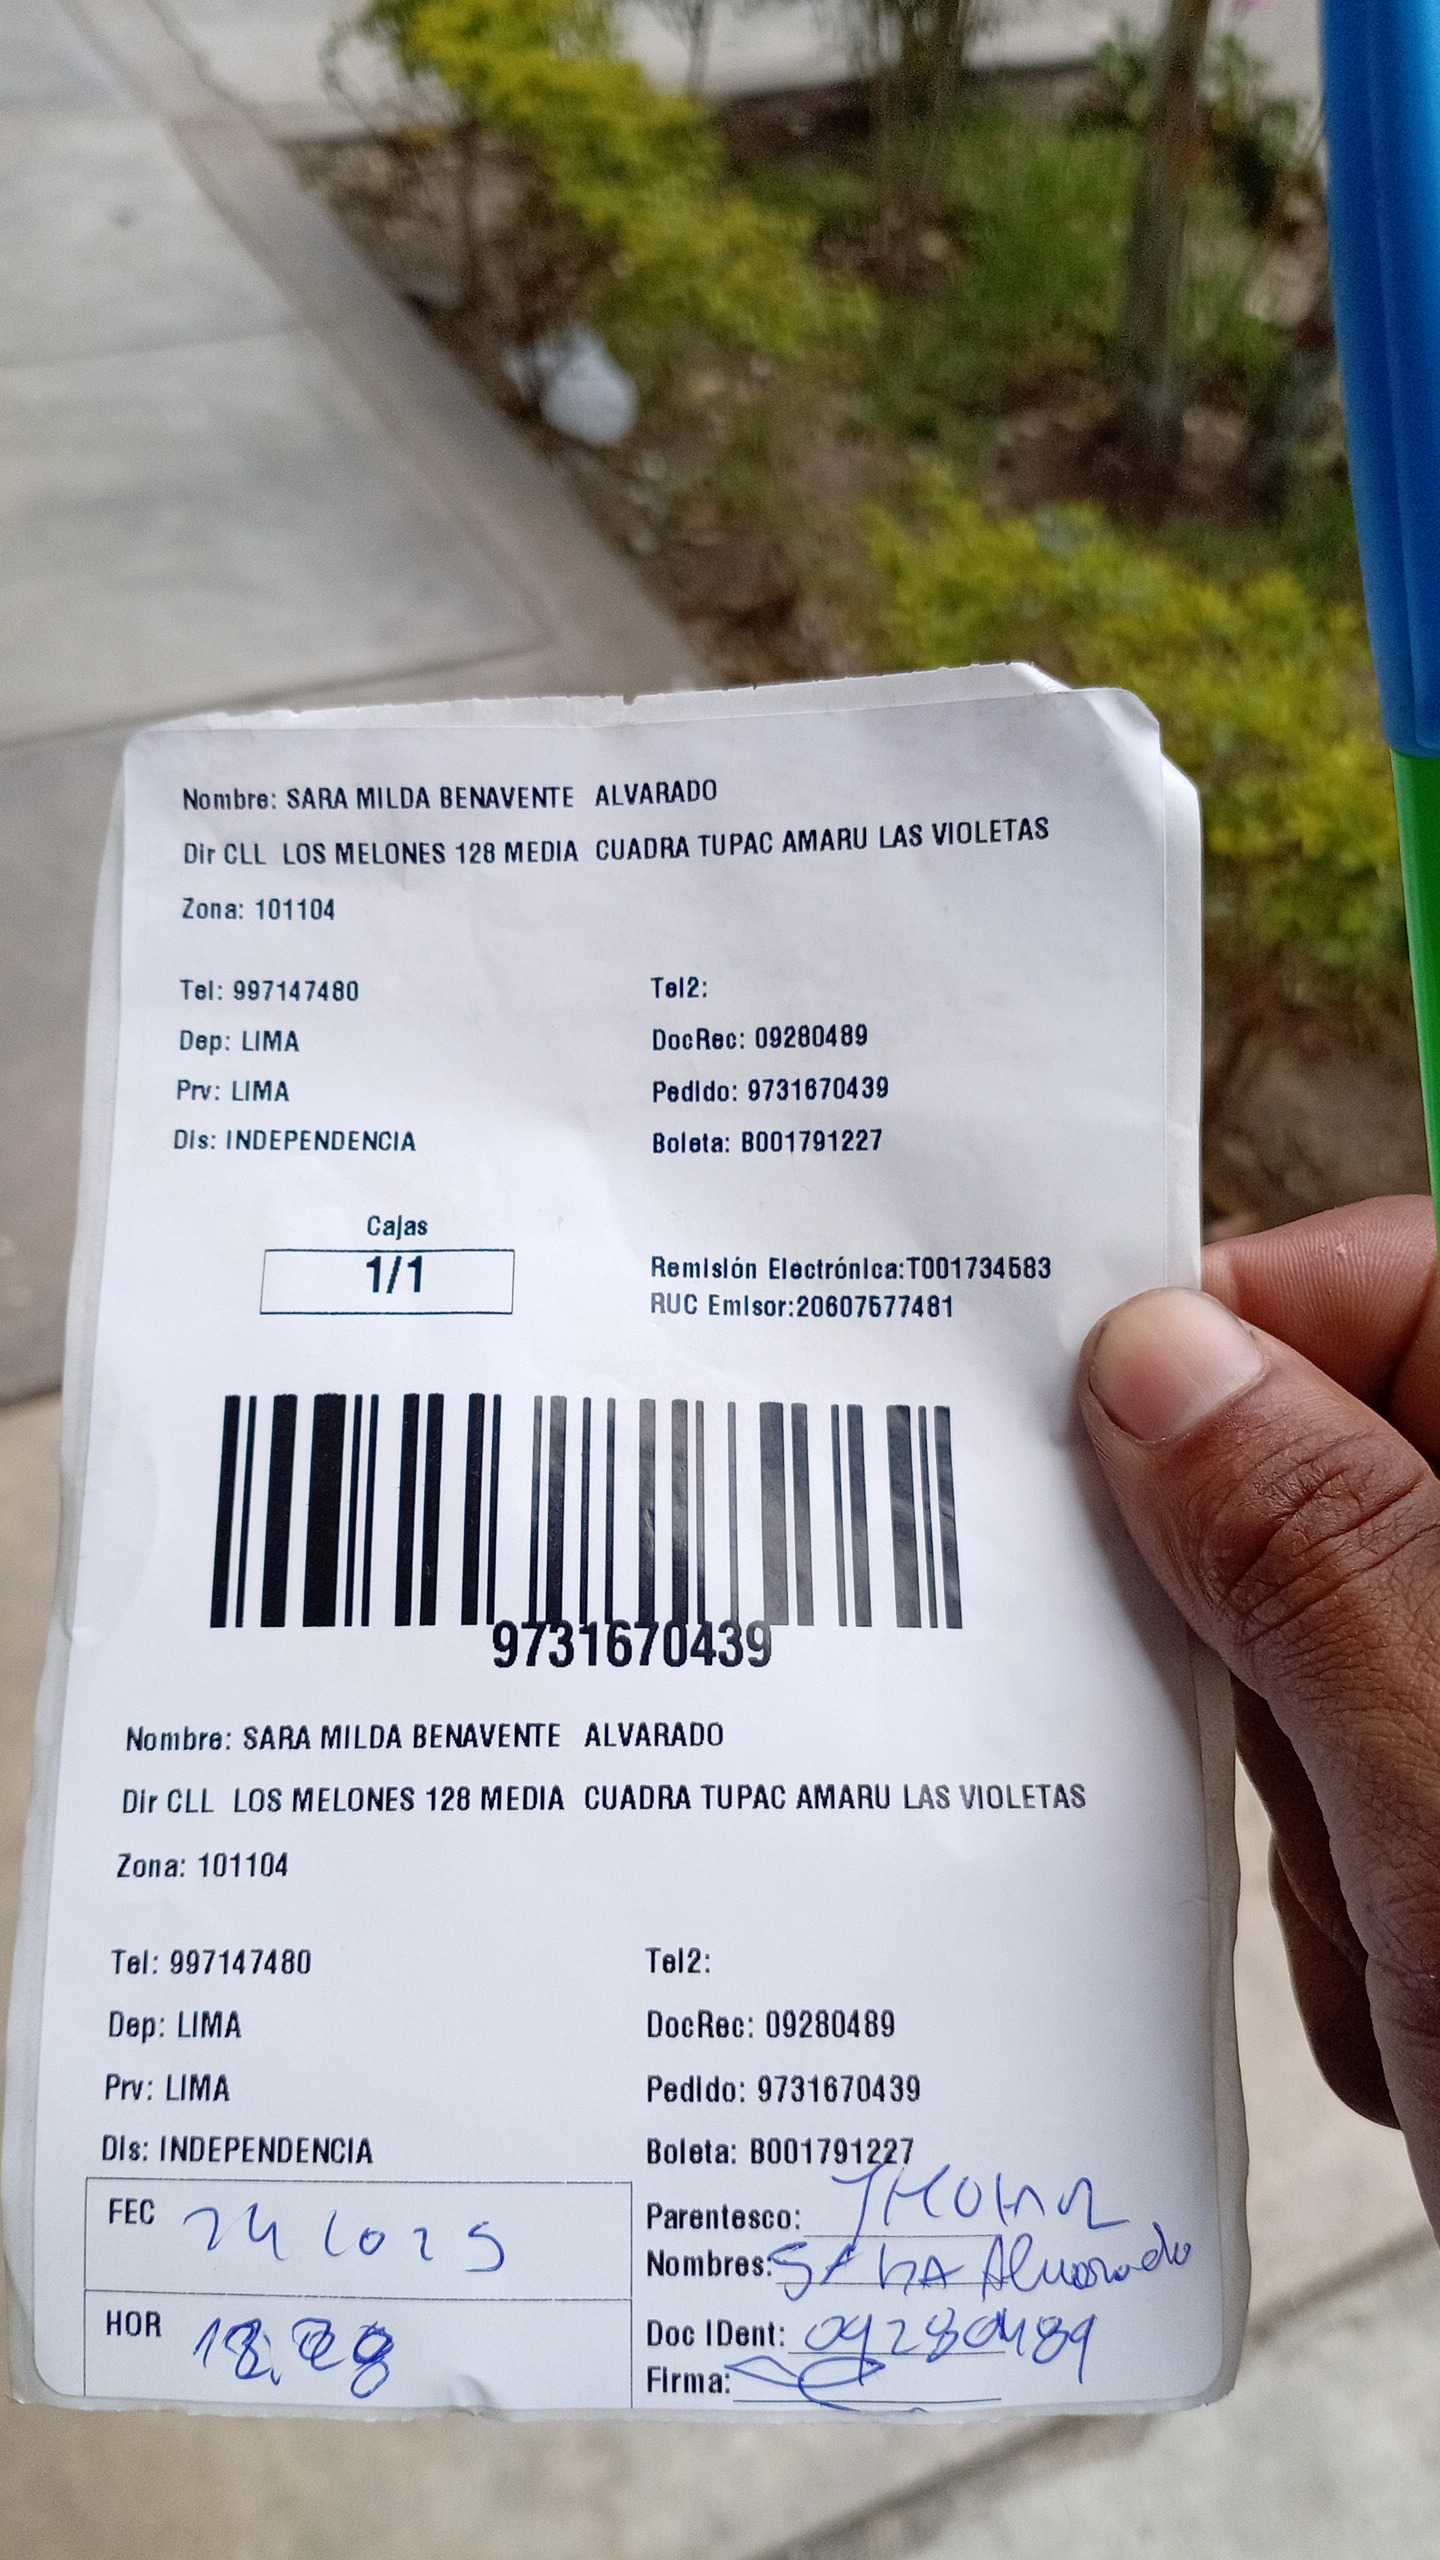 Nombre: SARA MILDA BENAVENTE ALVARADO
Dir CLL LOS MELONES 128 MEDIA CUADRA TUPAC AMARU LAS VIOLETAS
Zona: 101104
Tel: 997147480 Tel2:
Dep: LIMA DocRec: 09280489
Prv: LIMA Pedido: 9731670439
Dis: INDEPENDENCIA Boleta: B001791227
Cajas
1/1
Remisión Electrónica:T001734583
RUC Emisor:20607577481
9731670439
Nombre: SARA MILDA BENAVENTE ALVARADO
Dir CLL LOS MELONES 128 MEDIA CUADRA TUPAC AMARU LAS VIOLETAS
Zona: 101104
Tel: 997147480 Tel2:
Dep: LIMA DocRec: 09280489
Prv: LIMA Pedido: 9731670439
Dis: INDEPENDENCIA Boleta: B001791227
FEC
Parentesco:
Nombres: SARA Alvarado
HOR
Doc IDent: 09280489
Firma: